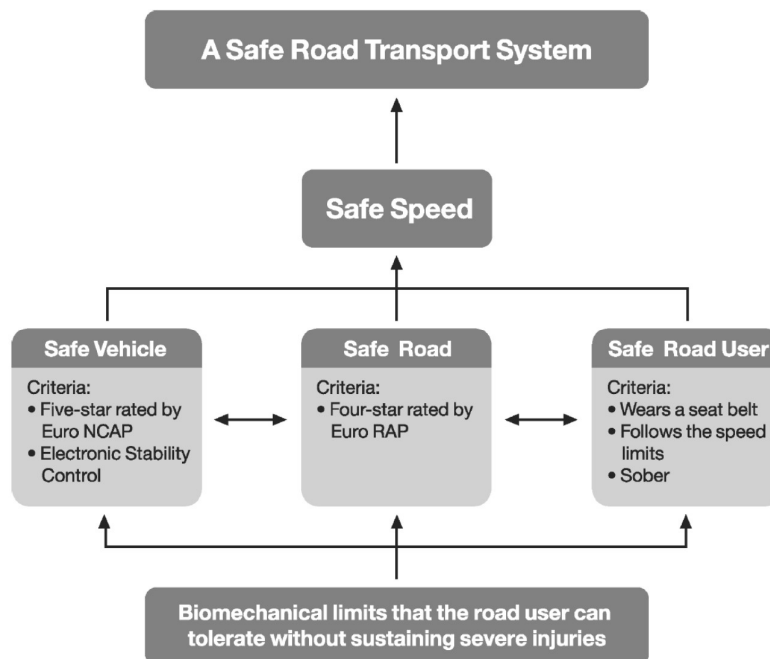 A Safe Road Transport System
Safe Speed
Safe Vehicle
Criteria:
• Five-star rated by
Euro NCAP
• Electronic Stability
Control
Safe Road
Criteria:
• Four-star rated by
Euro RAP
Safe Road User
Criteria:
• Wears a seat belt
• Follows the speed
limits
• Sober
Biomechanical limits that the road user can
tolerate without sustaining severe injuries